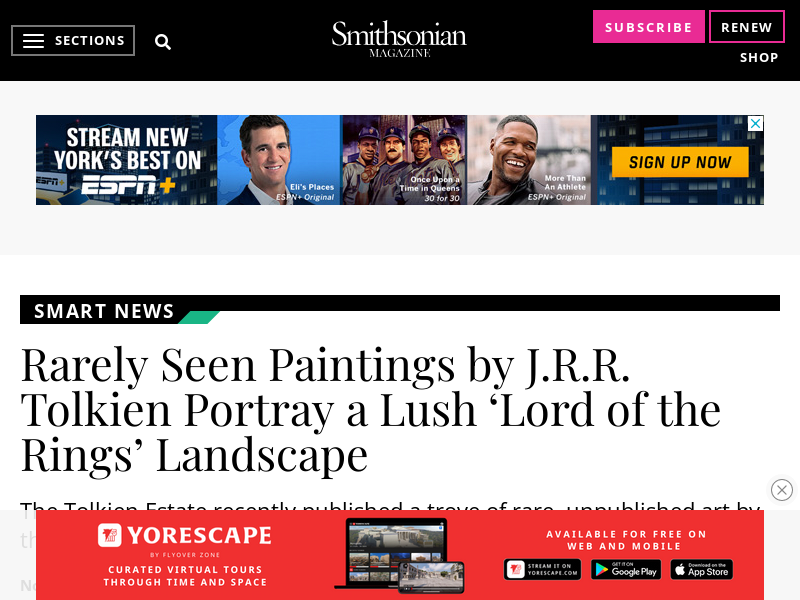 SECTIONS
Smithsonian
MAGAZINE
SUBSCRIBE
RENEW
SHOP
STREAM NEW
YORK'S BEST ON
ESPN+
ESPN+
Eli's Places
ESPN+ Original
Once Upon a
Time in Queens
30 for 30
More Than
An Athlete
ESPN+ Original
SIGN UP NOW
SMART NEWS
Rarely Seen Paintings by J.R.R.
Tolkien Portray a Lush ‘Lord of the
Rings’ Landscape
The Tolkien Estate recently published a trove of rare, unpublished art by
YORESCAPE
BY FLYOVER ZONE
CURATED VIRTUAL TOURS
THROUGH TIME AND SPACE
AVAILABLE FOR FREE ON
WEB AND MOBILE
STREAM IT ON
YORESCAPE.COM
GET IT ON
Google Play
Download on the
App Store